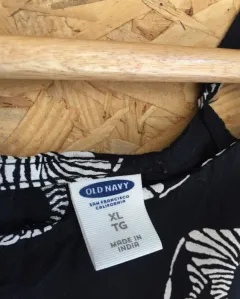 OLD NAVY
SAN FRANCISCO
CALIFORNIA
XL
TG
MADE IN
INDIA